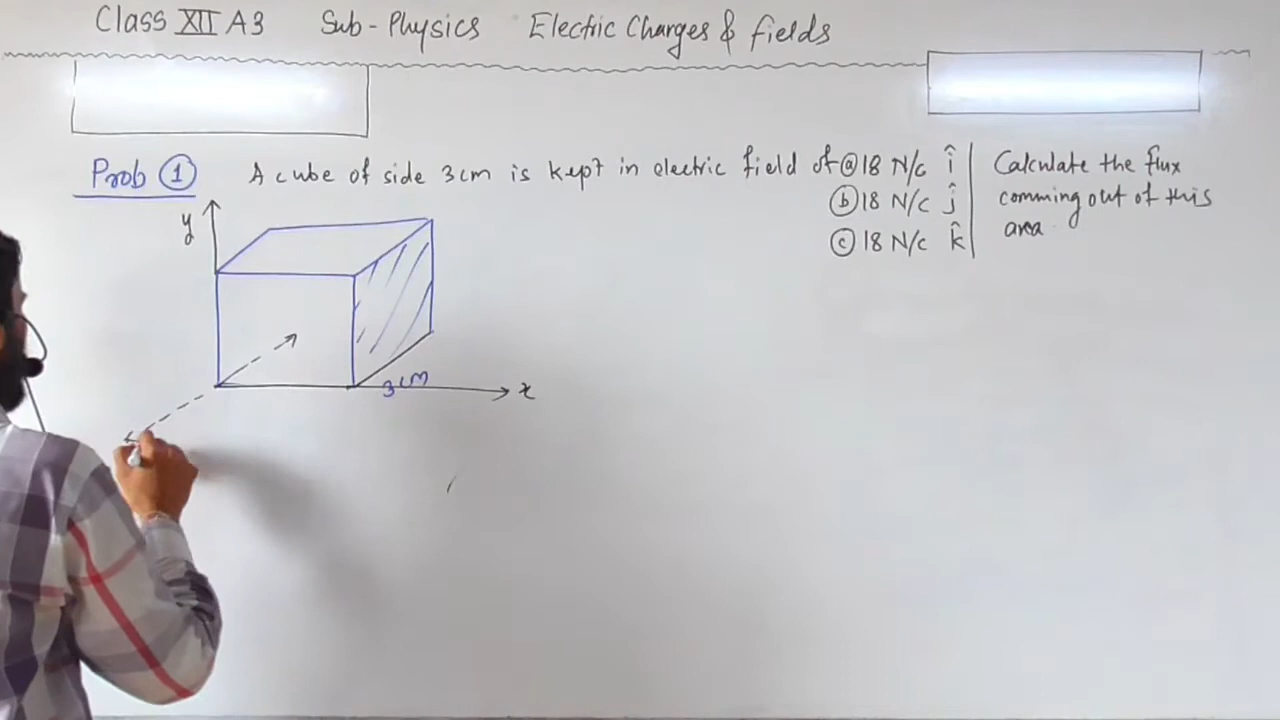 Class XII A3 Sub-Physics Electric Charges & fields
Prob ① A cube of side 3cm is kept in electric field of ⓐ 18 N/c î
ⓑ 18 N/c ĵ
ⓒ 18 N/c k̂
Calculate the flux
comming out of this
area.
y
3cm
x